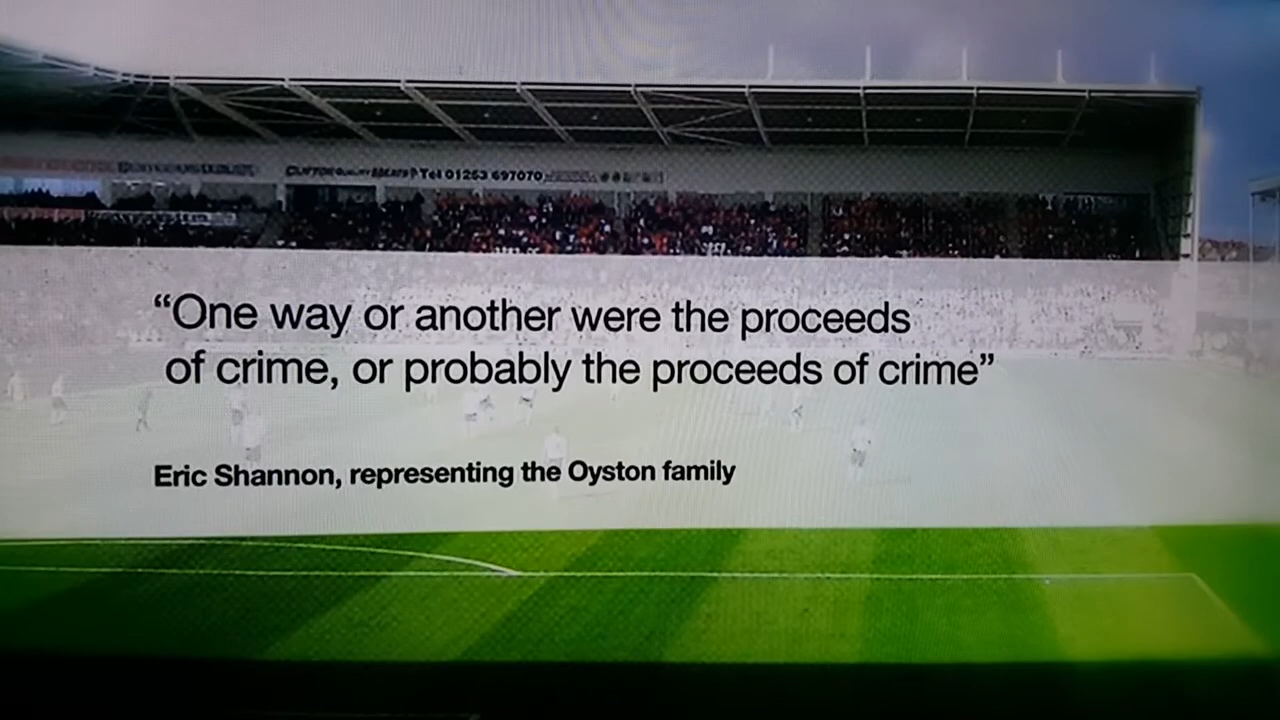 Tel 01253 697070
“One way or another were the proceeds
of crime, or probably the proceeds of crime”
Eric Shannon, representing the Oyston family